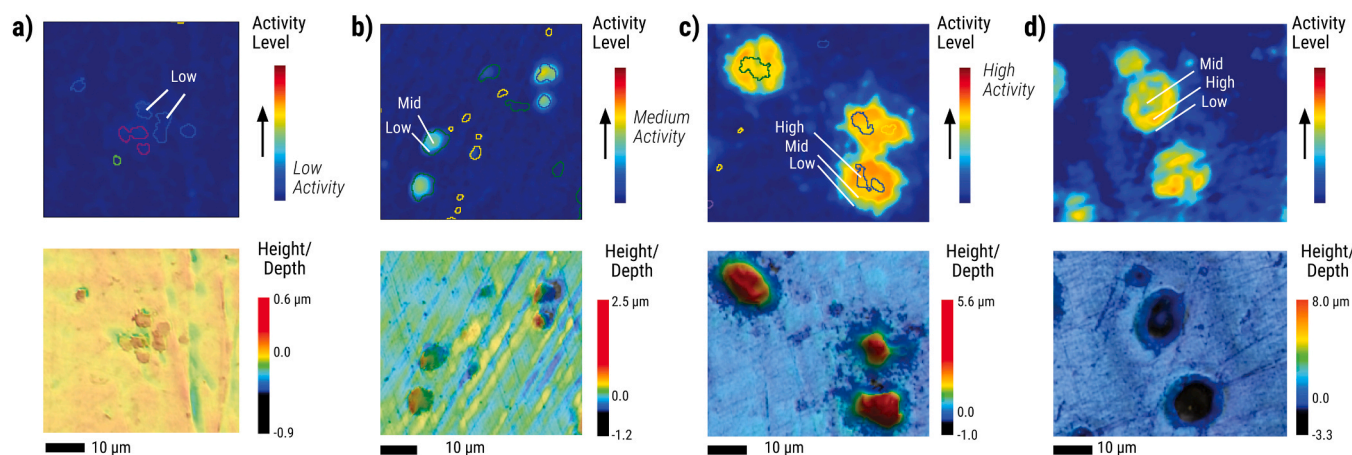 a)
Activity
Level
Low
Low
Activity
Height/
Depth
0.6 µm
0.0
-0.9
10 µm
b)
Activity
Level
Mid
Low
Medium
Activity
Height/
Depth
2.5 µm
0.0
-1.2
10 µm
c)
Activity
Level
High
Mid
Low
High
Activity
Height/
Depth
5.6 µm
0.0
-1.0
10 µm
d)
Activity
Level
Mid
High
Low
Height/
Depth
8.0 µm
0.0
-3.3
10 µm